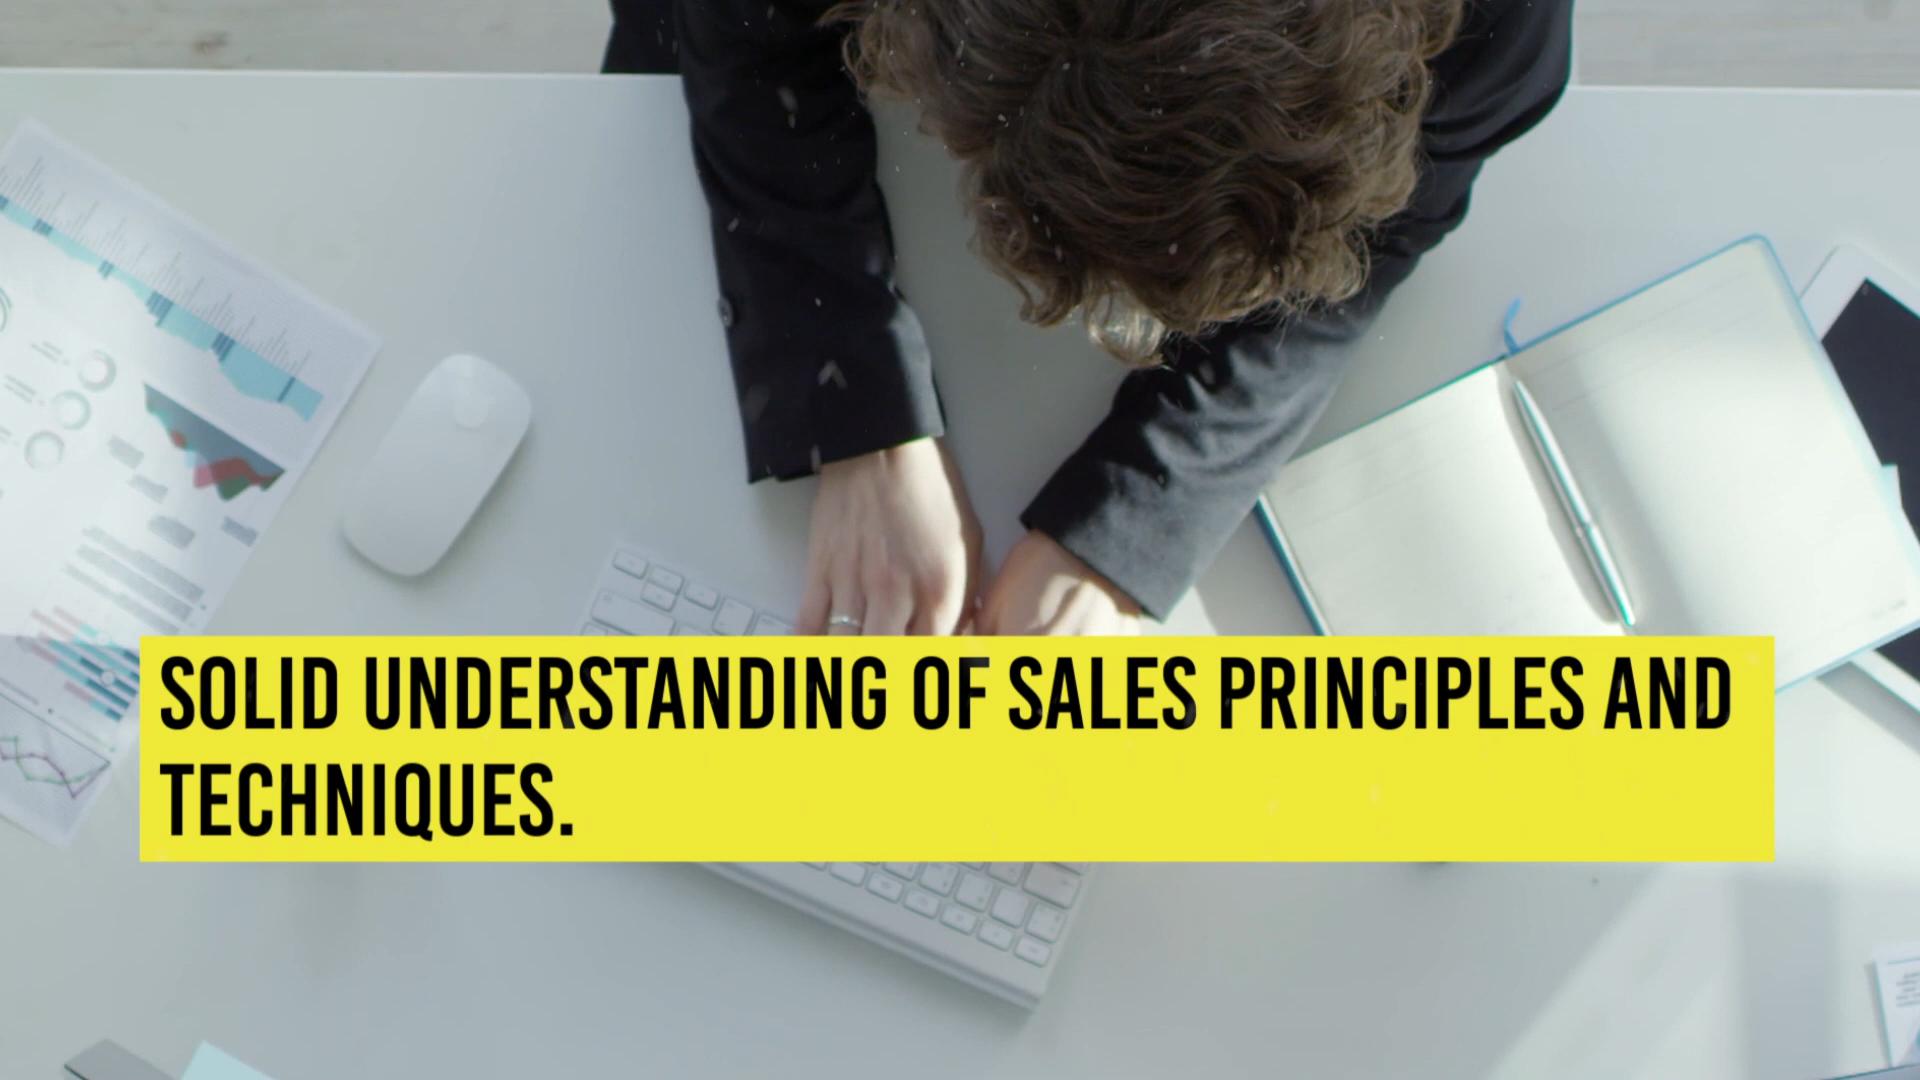 SOLID UNDERSTANDING OF SALES PRINCIPLES AND
TECHNIQUES.